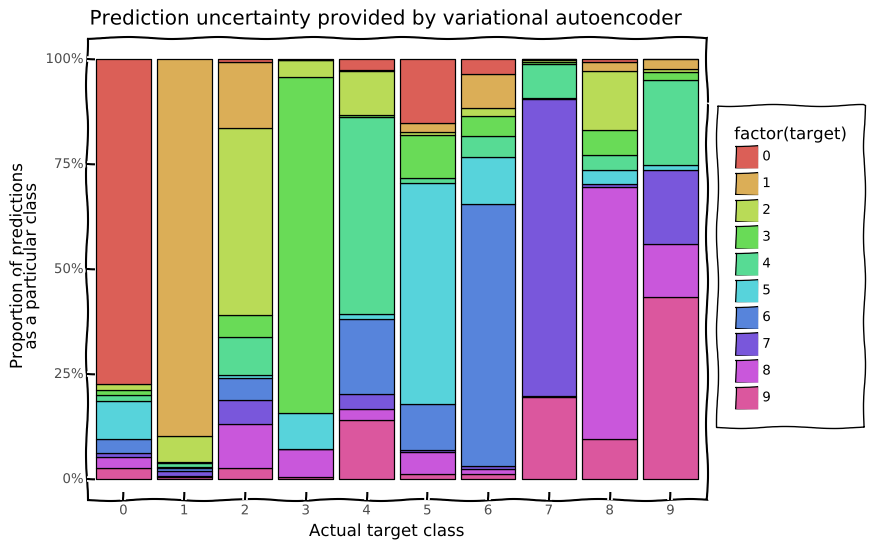 Prediction uncertainty provided by variational autoencoder
Proportion of predictions
as a particular class
100%
75%
50%
25%
0%
0 1 2 3 4 5 6 7 8 9
Actual target class
factor(target)
0
1
2
3
4
5
6
7
8
9